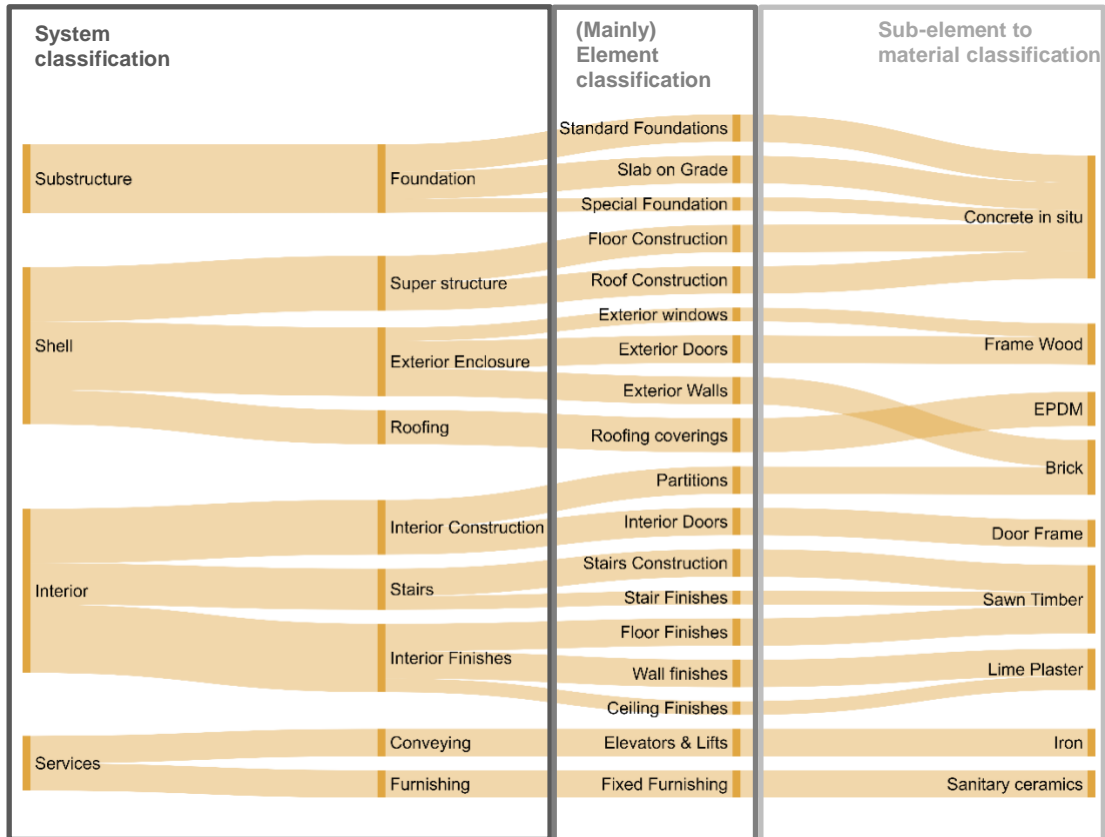 System
classification
(Mainly)
Element
classification
Sub-element to
material classification
Substructure
Shell
Interior
Services
Foundation
Super structure
Exterior Enclosure
Roofing
Interior Construction
Stairs
Interior Finishes
Conveying
Furnishing
Standard Foundations
Slab on Grade
Special Foundation
Floor Construction
Roof Construction
Exterior windows
Exterior Doors
Exterior Walls
Roofing coverings
Partitions
Interior Doors
Stairs Construction
Stair Finishes
Floor Finishes
Wall finishes
Ceiling Finishes
Elevators & Lifts
Fixed Furnishing
Concrete in situ
Frame Wood
EPDM
Brick
Door Frame
Sawn Timber
Lime Plaster
Iron
Sanitary ceramics